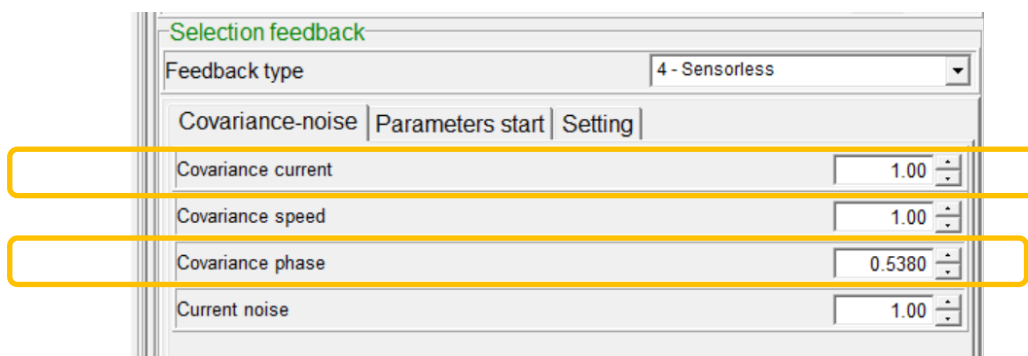 Selection feedback
Feedback type 4 - Sensorless
Covariance-noise Parameters start Setting
Covariance current 1.00
Covariance speed 1.00
Covariance phase 0.5380
Current noise 1.00